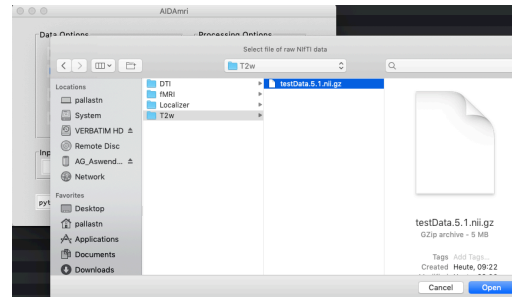 AIDAmri
Data Options
Processing Options
Select file of raw NIfTI data
T2w
Locations
pallastn
System
VERBATIM HD
Remote Disc
AG_Aswend...
Network
Favorites
Desktop
pallastn
Applications
Documents
Downloads
DTI
fMRI
Localizer
T2w
testData.5.1.nii.gz
testData.5.1.nii.gz
GZip archive - 5 MB
Tags Add Tags...
Created Heute, 09:22
Inp
pyt
Cancel
Open